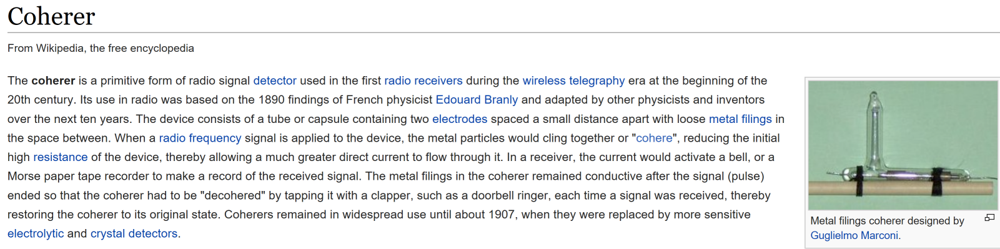 Coherer
From Wikipedia, the free encyclopedia
The coherer is a primitive form of radio signal detector used in the first radio receivers during the wireless telegraphy era at the beginning of the
20th century. Its use in radio was based on the 1890 findings of French physicist Edouard Branly and adapted by other physicists and inventors
over the next ten years. The device consists of a tube or capsule containing two electrodes spaced a small distance apart with loose metal filings in
the space between. When a radio frequency signal is applied to the device, the metal particles would cling together or "cohere", reducing the initial
high resistance of the device, thereby allowing a much greater direct current to flow through it. In a receiver, the current would activate a bell, or a
Morse paper tape recorder to make a record of the received signal. The metal filings in the coherer remained conductive after the signal (pulse)
ended so that the coherer had to be "decohered" by tapping it with a clapper, such as a doorbell ringer, each time a signal was received, thereby
restoring the coherer to its original state. Coherers remained in widespread use until about 1907, when they were replaced by more sensitive
electrolytic and crystal detectors.
Metal filings coherer designed by
Guglielmo Marconi.